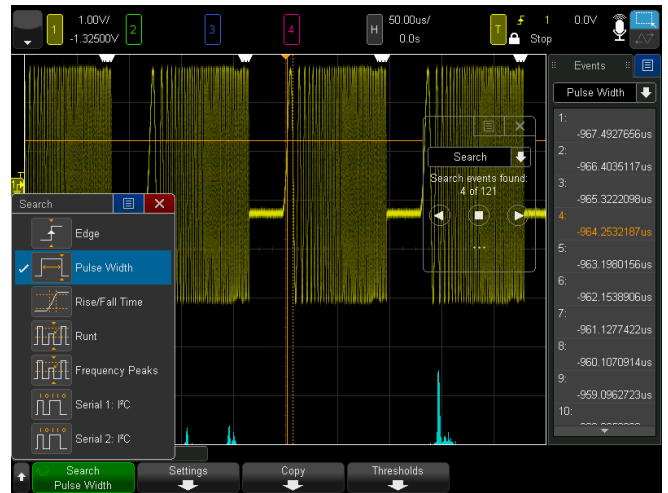 1
1.00V/
-1.32500V
2
3
4
H
50.00us/
0.0s
T
1
0.0V
Stop
Events
Pulse Width
1:
-967.4927656us
2:
-966.4035117us
3:
-965.3222098us
4:
-964.2532187us
5:
-963.1980156us
6:
-962.1538906us
7:
-961.1277422us
8:
-960.1070914us
9:
-959.0962723us
10:
Search
Search events found:
4 of 121
...
Search
Edge
Pulse Width
Rise/Fall Time
Runt
Frequency Peaks
Serial 1: I²C
Serial 2: I²C
Search
Pulse Width
Settings
Copy
Thresholds